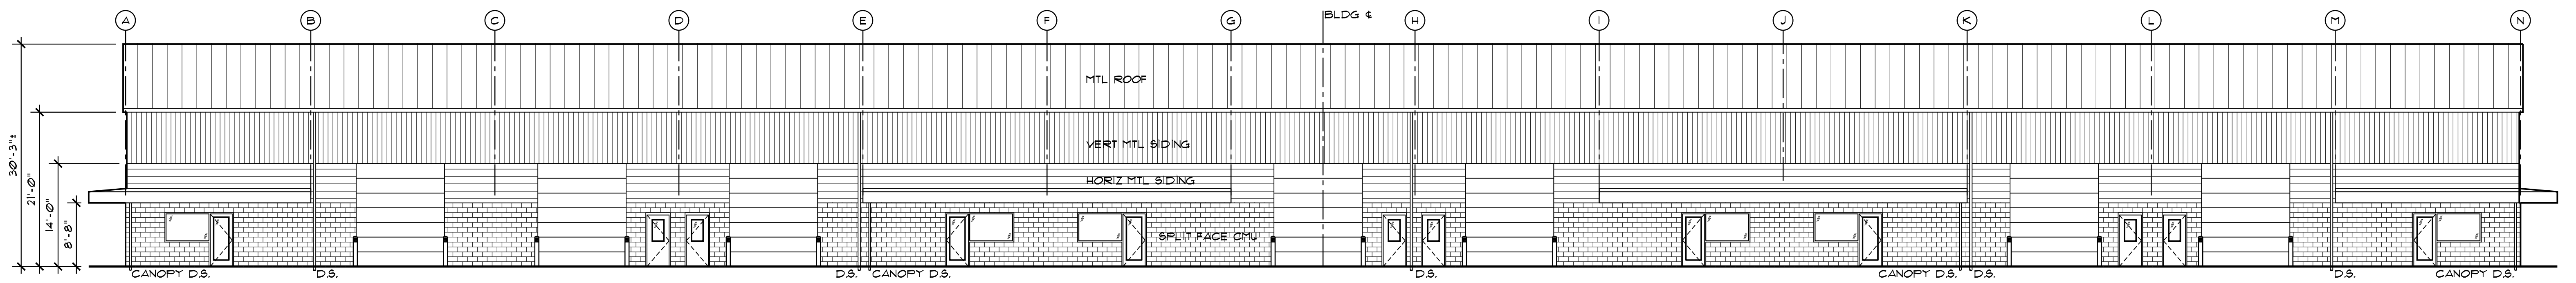 A B C D E F G BLDG ℄ H I J K L M N
MTL ROOF
30'-3"±
21'-0"
14'-0"
8'-8"
VERT MTL SIDING
HORIZ MTL SIDING
SPLIT FACE CMU
CANOPY D.S. D.S. D.S. CANOPY D.S. D.S. CANOPY D.S. D.S. D.S. CANOPY D.S.